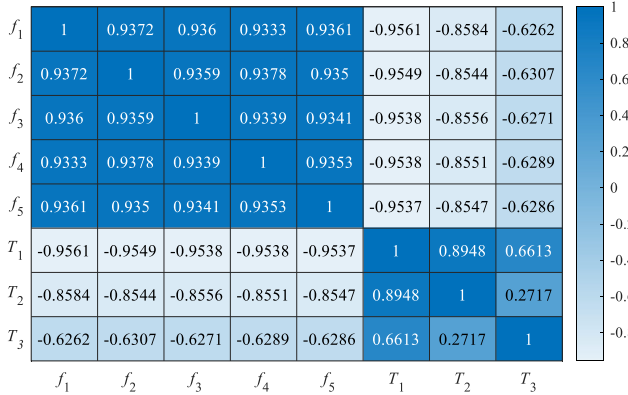 f1 1 0.9372 0.936 0.9333 0.9361 -0.9561 -0.8584 -0.6262
f2 0.9372 1 0.9359 0.9378 0.935 -0.9549 -0.8544 -0.6307
f3 0.936 0.9359 1 0.9339 0.9341 -0.9538 -0.8556 -0.6271
f4 0.9333 0.9378 0.9339 1 0.9353 -0.9538 -0.8551 -0.6289
f5 0.9361 0.935 0.9341 0.9353 1 -0.9537 -0.8547 -0.6286
T1 -0.9561 -0.9549 -0.9538 -0.9538 -0.9537 1 0.8948 0.6613
T2 -0.8584 -0.8544 -0.8556 -0.8551 -0.8547 0.8948 1 0.2717
T3 -0.6262 -0.6307 -0.6271 -0.6289 -0.6286 0.6613 0.2717 1
f1 f2 f3 f4 f5 T1 T2 T3
1
0.8
0.6
0.4
0.2
0
-0.2
-0.4
-0.6